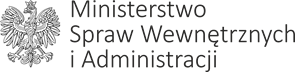 Ministerstwo
Spraw Wewnętrznych
i Administracji